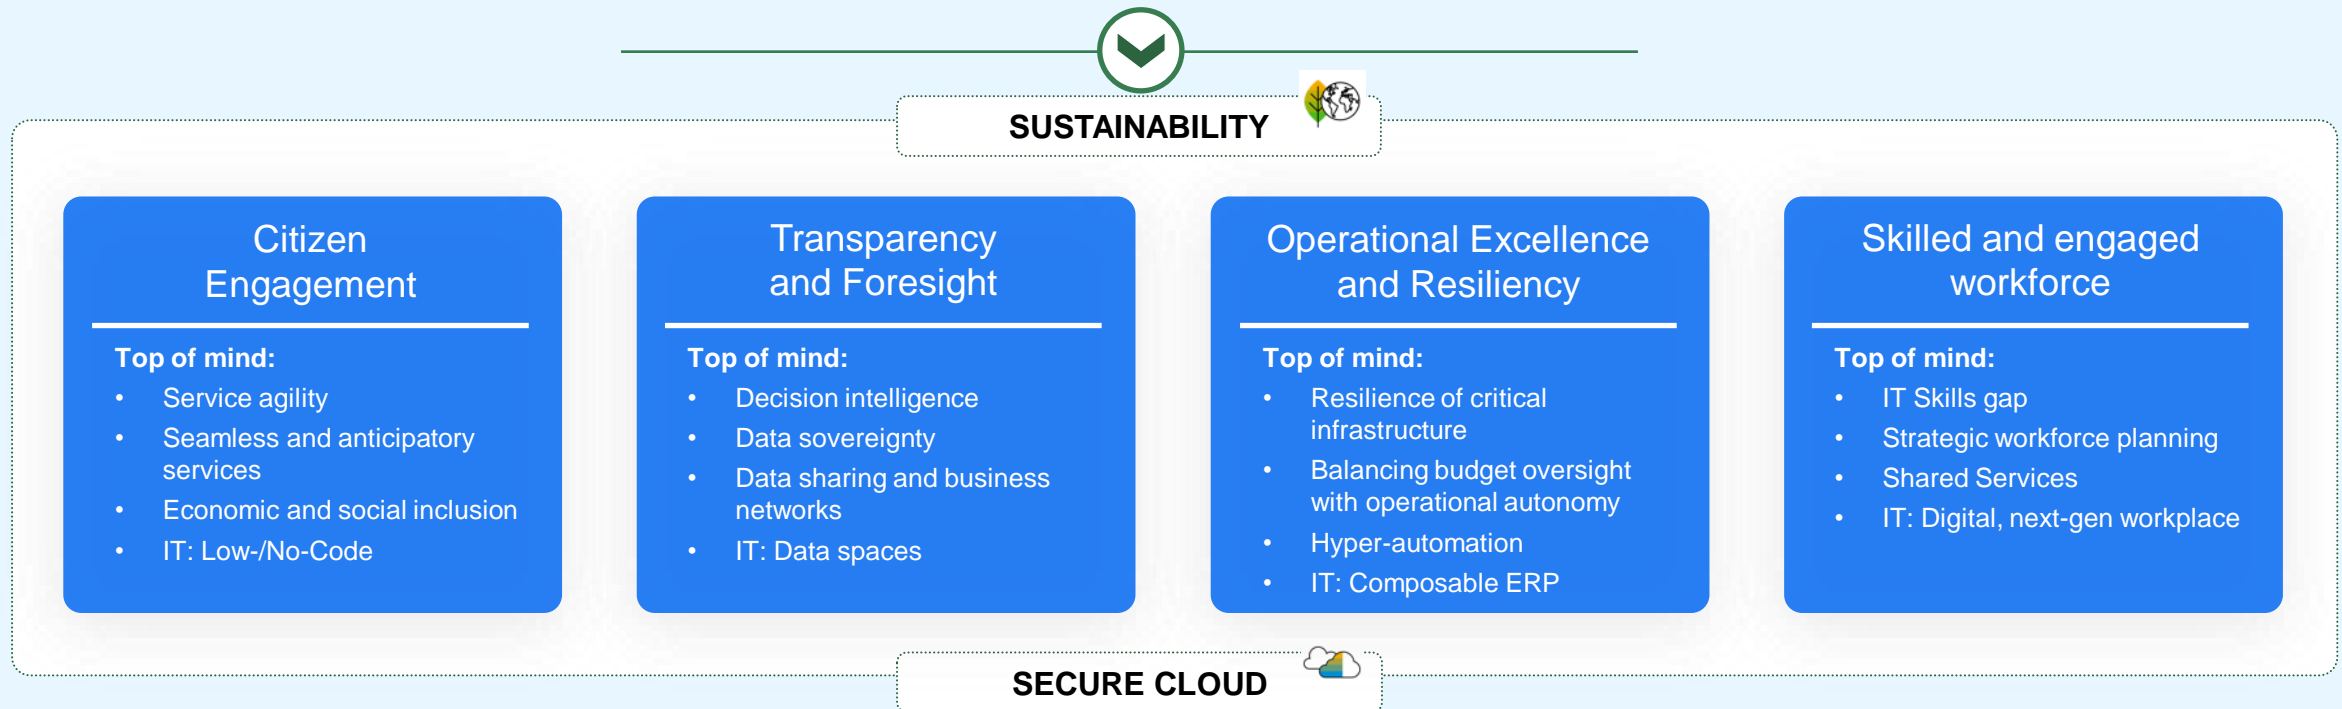 SUSTAINABILITY
Citizen
Engagement
Top of mind:
• Service agility
• Seamless and anticipatory
services
• Economic and social inclusion
• IT: Low-/No-Code
Transparency
and Foresight
Top of mind:
• Decision intelligence
• Data sovereignty
• Data sharing and business
networks
• IT: Data spaces
Operational Excellence
and Resiliency
Top of mind:
• Resilience of critical
infrastructure
• Balancing budget oversight
with operational autonomy
• Hyper-automation
• IT: Composable ERP
Skilled and engaged
workforce
Top of mind:
• IT Skills gap
• Strategic workforce planning
• Shared Services
• IT: Digital, next-gen workplace
SECURE CLOUD